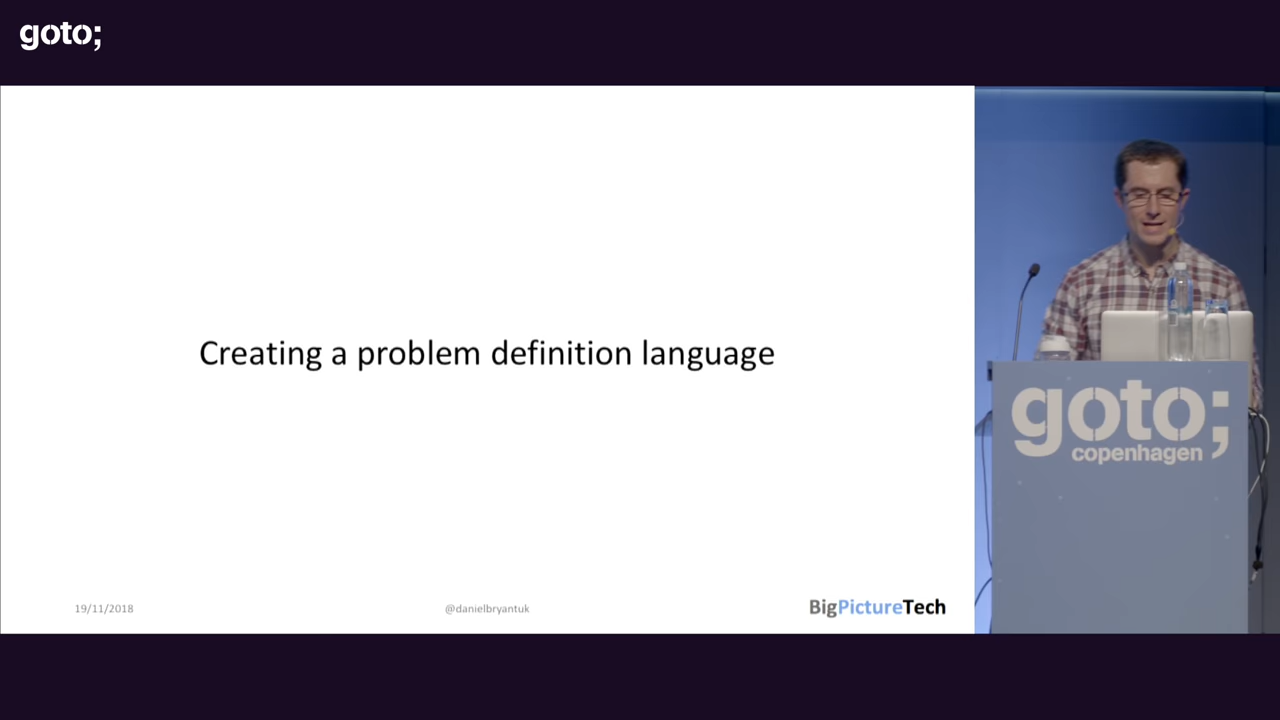 goto;
Creating a problem definition language
19/11/2018
@danielbryantuk
BigPictureTech
goto;
copenhagen